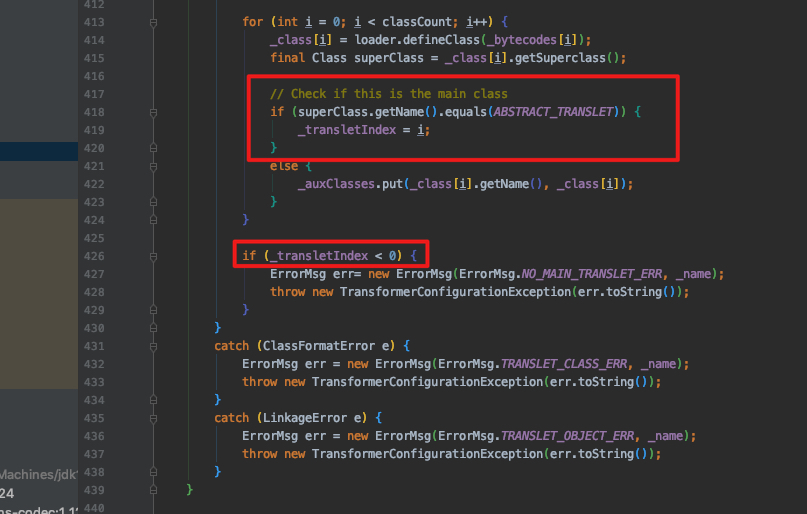 412
413 for (int i = 0; i < classCount; i++) {
414 _class[i] = loader.defineClass(_bytecodes[i]);
415 final Class superClass = _class[i].getSuperclass();
416
417 // Check if this is the main class
418 if (superClass.getName().equals(ABSTRACT_TRANSLET)) {
419 _transletIndex = i;
420 }
421 else {
422 _auxClasses.put(_class[i].getName(), _class[i]);
423 }
424 }
425
426 if (_transletIndex < 0) {
427 ErrorMsg err= new ErrorMsg(ErrorMsg.NO_MAIN_TRANSLET_ERR, _name);
428 throw new TransformerConfigurationException(err.toString());
429 }
430 }
431 catch (ClassFormatError e) {
432 ErrorMsg err = new ErrorMsg(ErrorMsg.TRANSLET_CLASS_ERR, _name);
433 throw new TransformerConfigurationException(err.toString());
434 }
435 catch (LinkageError e) {
436 ErrorMsg err = new ErrorMsg(ErrorMsg.TRANSLET_OBJECT_ERR, _name);
437 throw new TransformerConfigurationException(err.toString());
438 }
439 }
440
Machines/jdk
24